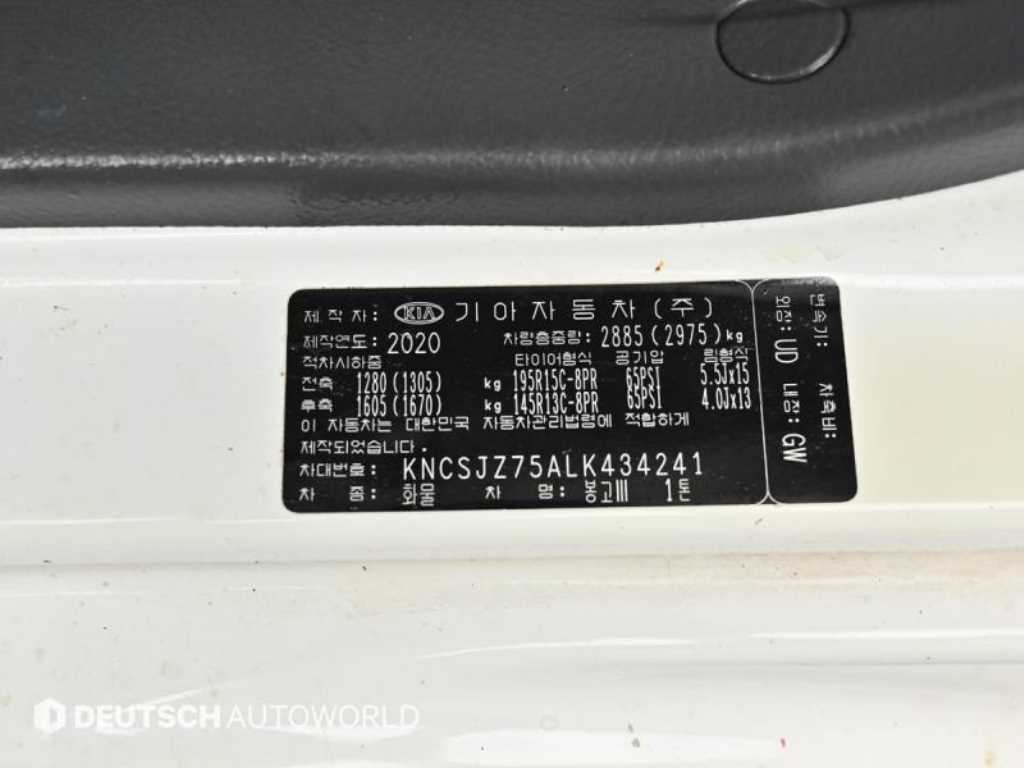 제 작 자: KIA 기아자동차(주)
제작연도: 2020 차량총중량: 2885(2975)kg
적차시하중 타이어형식 공기압 림형식
전축 1280(1305) kg 195R15C-8PR 65PSI 5.5Jx15
후축 1605(1670) kg 145R13C-8PR 65PSI 4.0Jx13
이 자동차는 대한민국 자동차관리법령에 적합하게
제작되었습니다.
차대번호: KNCSJZ75ALK434241
차 종: 화물 차 명: 봉고Ⅲ 1톤
변속기: 차축비:
외장: UD 내장: GW
DEUTSCH AUTOWORLD